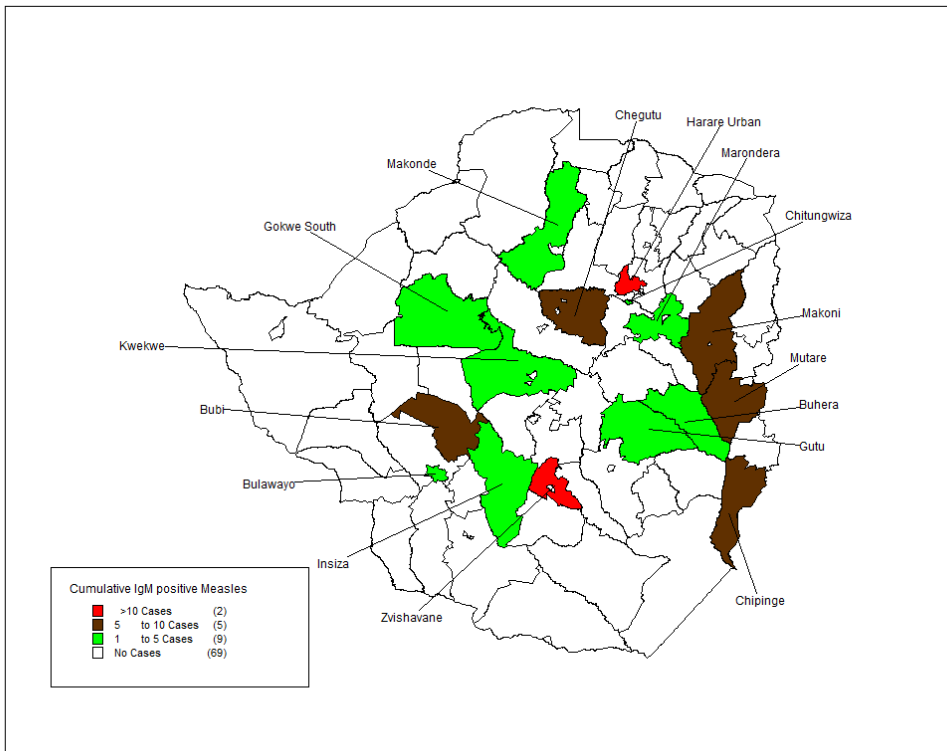 Chegutu
Harare Urban
Marondera
Makonde
Chitungwiza
Gokwe South
Makoni
Kwekwe
Mutare
Bubi
Buhera
Gutu
Bulawayo
Insiza
Chipinge
Zvishavane
Cumulative IgM positive Measles
>10 Cases (2)
5 to 10 Cases (5)
1 to 5 Cases (9)
No Cases (69)